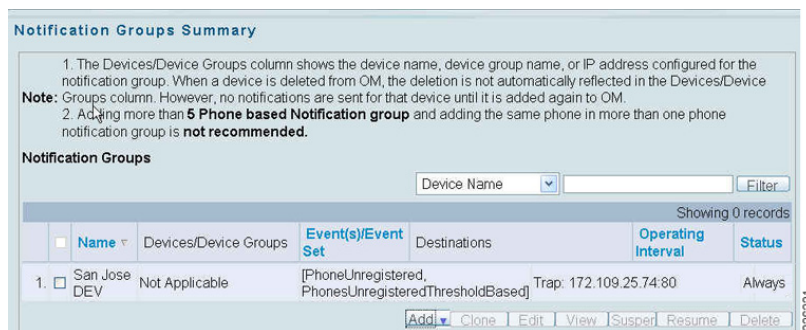 Notification Groups Summary
1. The Devices/Device Groups column shows the device name, device group name, or IP address configured for the
notification group. When a device is deleted from OM, the deletion is not automatically reflected in the Devices/Device
Note: Groups column. However, no notifications are sent for that device until it is added again to OM.
2. Adding more than 5 Phone based Notification group and adding the same phone in more than one phone
notification group is not recommended.
Notification Groups
Device Name Filter
Showing 0 records
Name Devices/Device Groups Event(s)/Event Set Destinations Operating Interval Status
1. San Jose DEV Not Applicable [PhoneUnregistered, PhonesUnregisteredThresholdBased] Trap: 172.109.25.74:80 Always
Add Clone Edit View Suspen Resume Delete